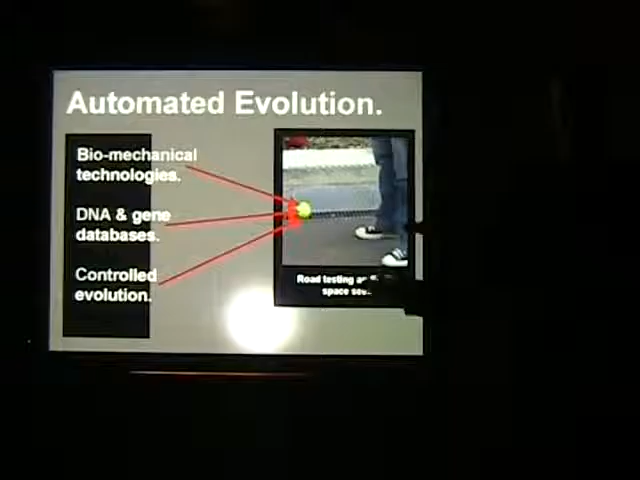 Automated Evolution.
Bio-mechanical
technologies.
DNA & gene
databases.
Controlled
evolution.
Road testing
space